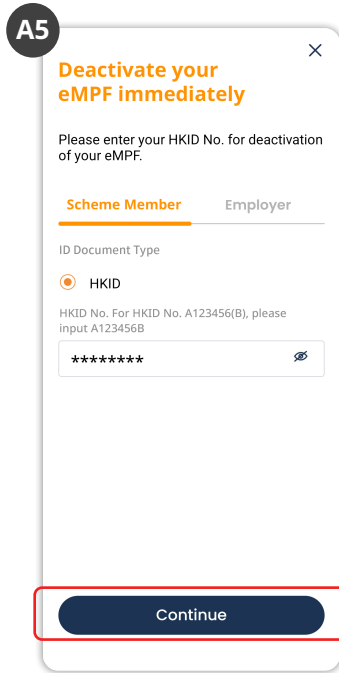 A5
Deactivate your
eMPF immediately
Please enter your HKID No. for deactivation
of your eMPF.
Scheme Member Employer
ID Document Type
HKID
HKID No. For HKID No. A123456(B), please
input A123456B
********
Continue